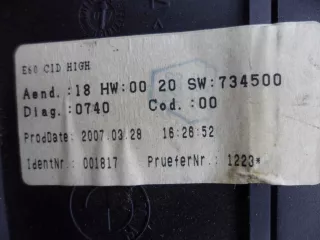 E60 CID HIGH
Aend.:18 HW:00 20 SW:734500
Diag.:0740 Cod.:00
ProdDate: 2007.03.28 16:26:52
IdentNr.: 001817 PrueferNr.: 1223*